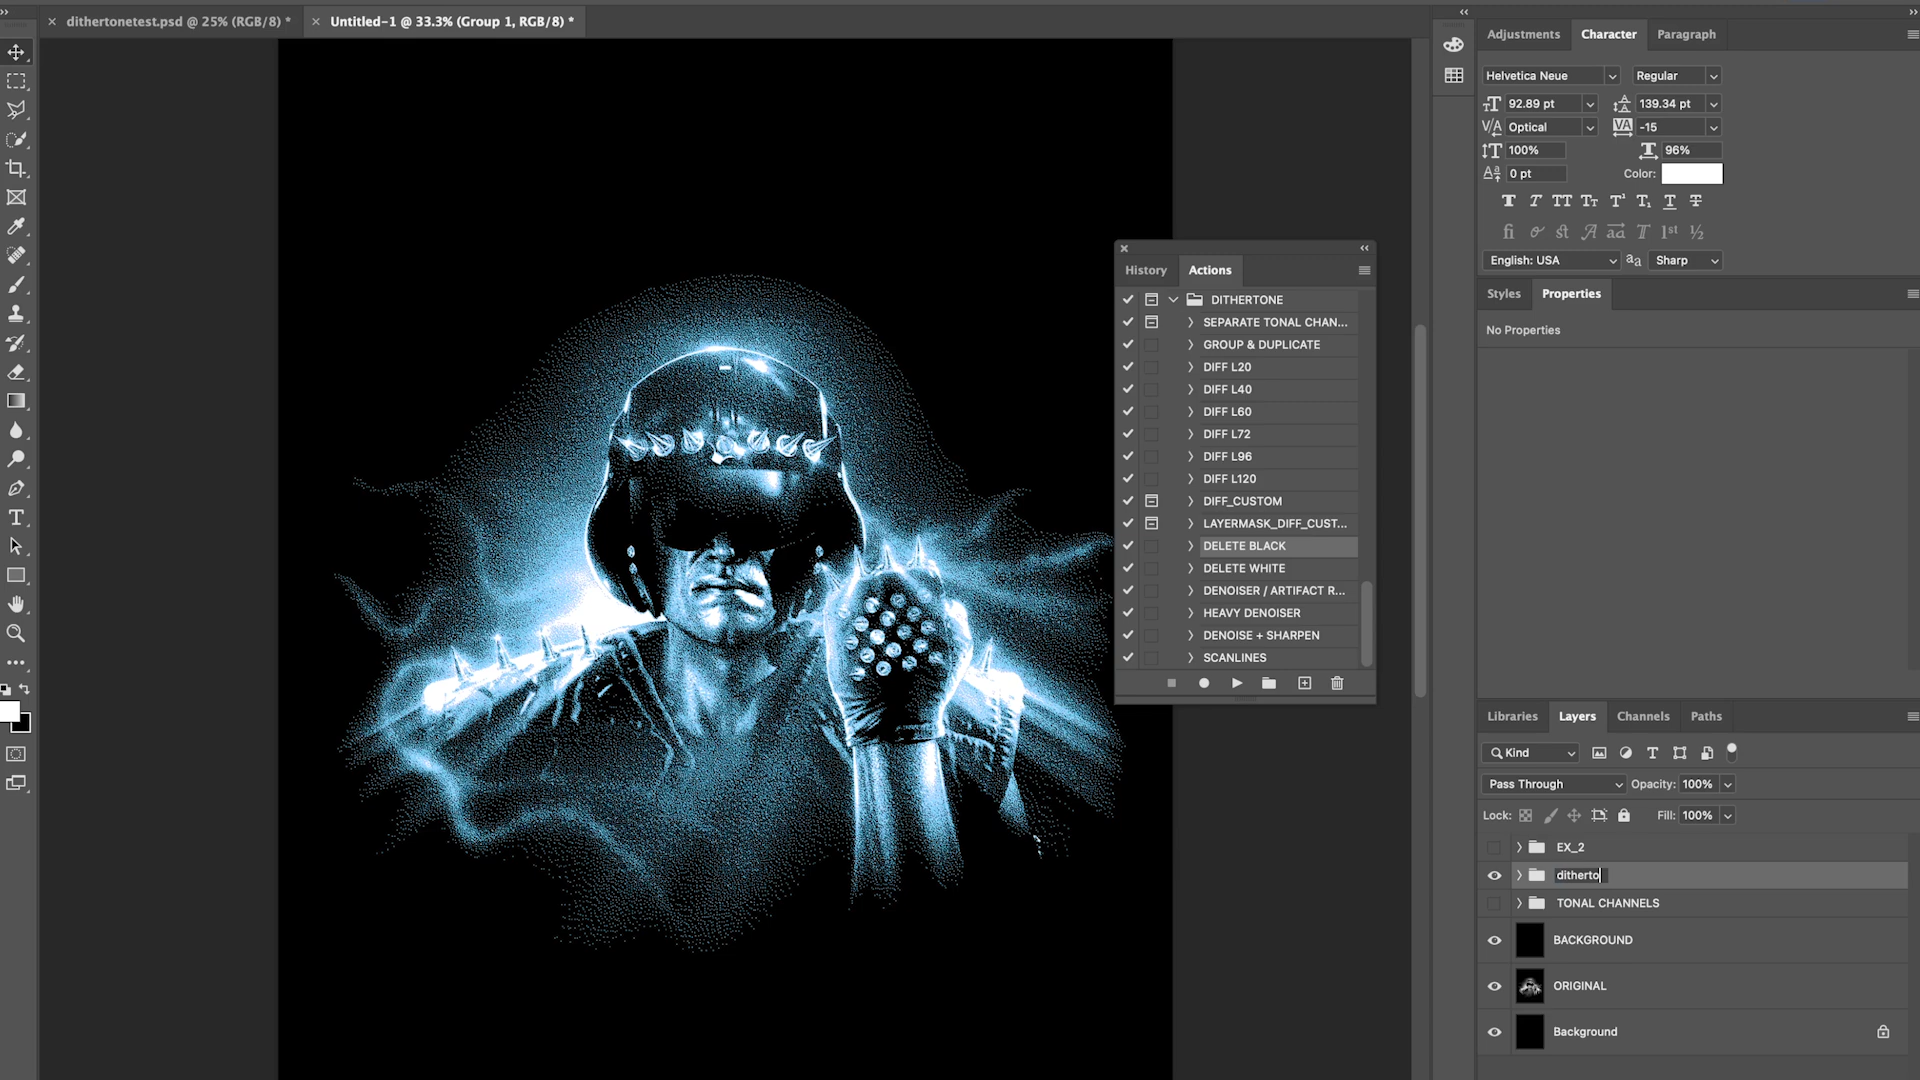 dithertonetest.psd @ 25% (RGB/8) *
Untitled-1 @ 33.3% (Group 1, RGB/8) *
Adjustments
Character
Paragraph
Helvetica Neue
Regular
92.89 pt
139.34 pt
Optical
-15
100%
96%
0 pt
Color:
English: USA
Sharp
Styles
Properties
No Properties
History
Actions
DITHERTONE
SEPARATE TONAL CHAN...
GROUP & DUPLICATE
DIFF L20
DIFF L40
DIFF L60
DIFF L72
DIFF L96
DIFF L120
DIFF_CUSTOM
LAYERMASK_DIFF_CUST...
DELETE BLACK
DELETE WHITE
DENOISER / ARTIFACT R...
HEAVY DENOISER
DENOISE + SHARPEN
SCANLINES
Libraries
Layers
Channels
Paths
Kind
Pass Through
Opacity: 100%
Lock:
Fill: 100%
EX_2
ditherto
TONAL CHANNELS
BACKGROUND
ORIGINAL
Background